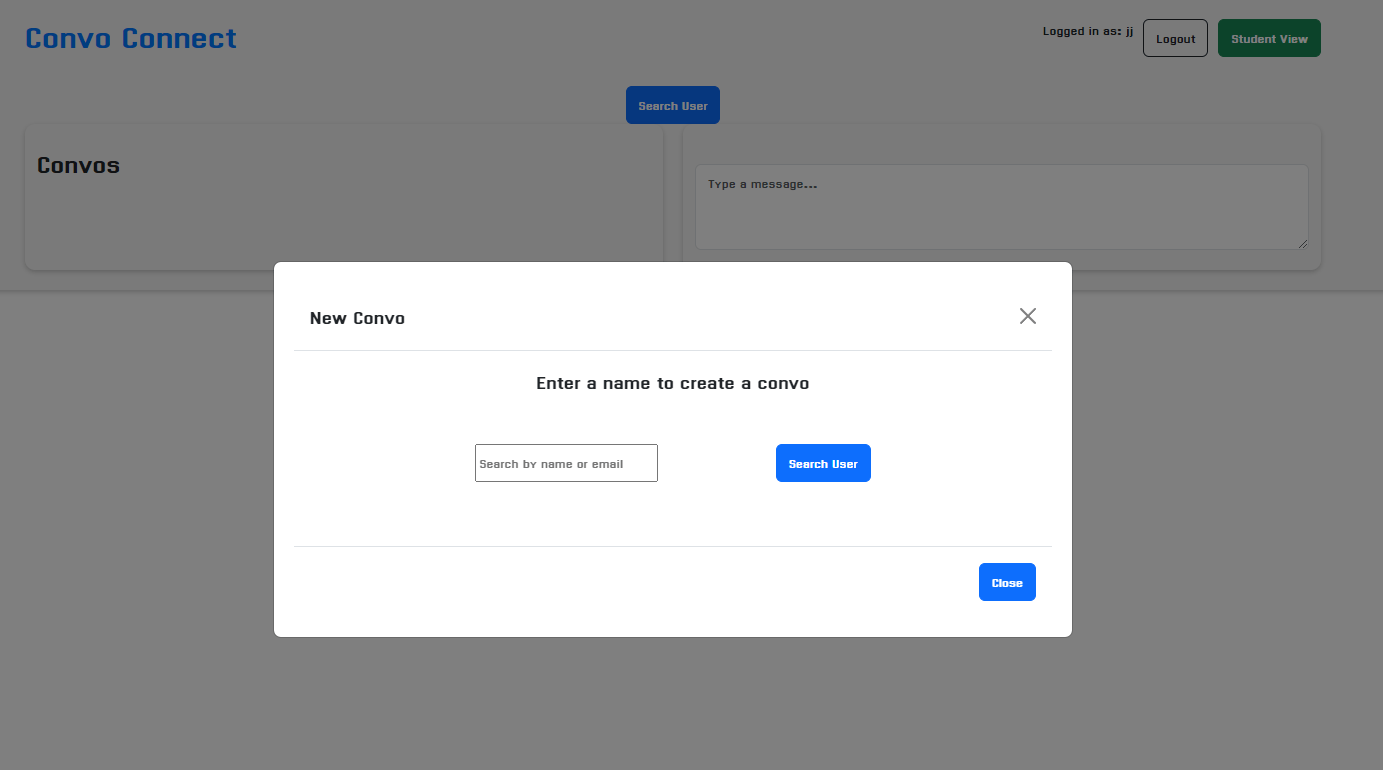 Convo Connect
Logged in as: jj
Logout
Student View
Search User
Convos
Type a message...
New Convo
Enter a name to create a convo
Search by name or email
Search User
Close